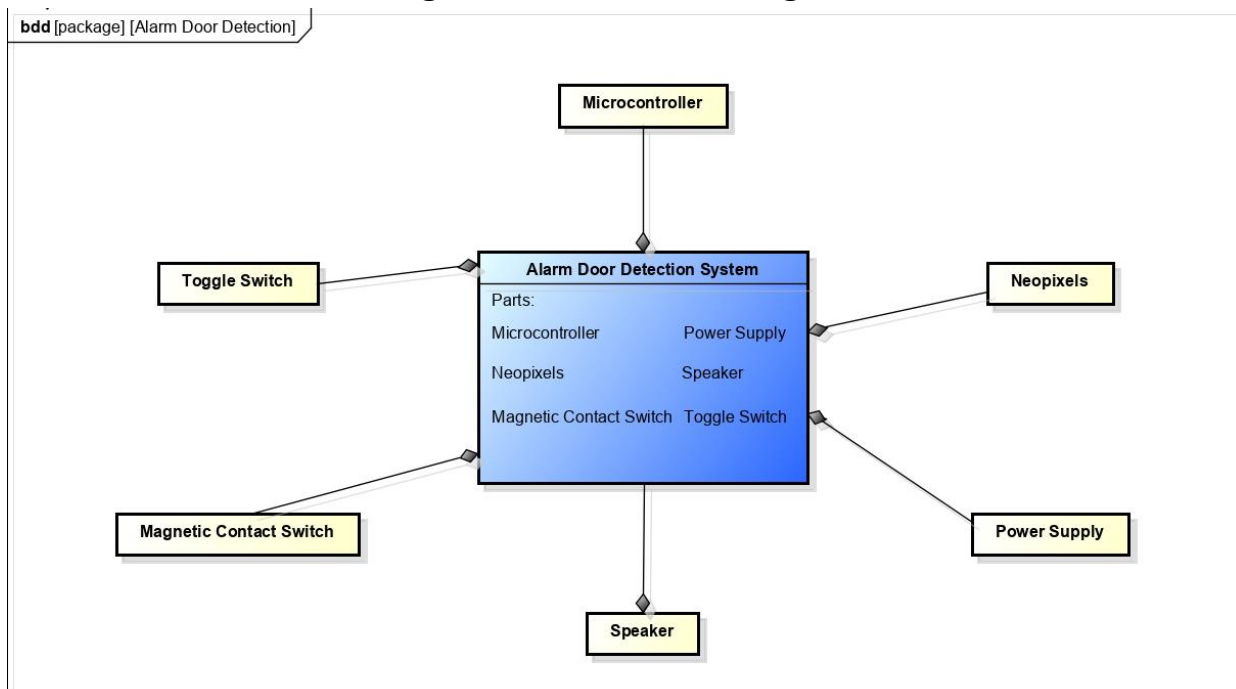 bdd [package] [Alarm Door Detection]
Microcontroller
Toggle Switch
Alarm Door Detection System
Neopixels
Parts:
Microcontroller Power Supply
Neopixels Speaker
Magnetic Contact Switch Toggle Switch
Magnetic Contact Switch
Power Supply
Speaker